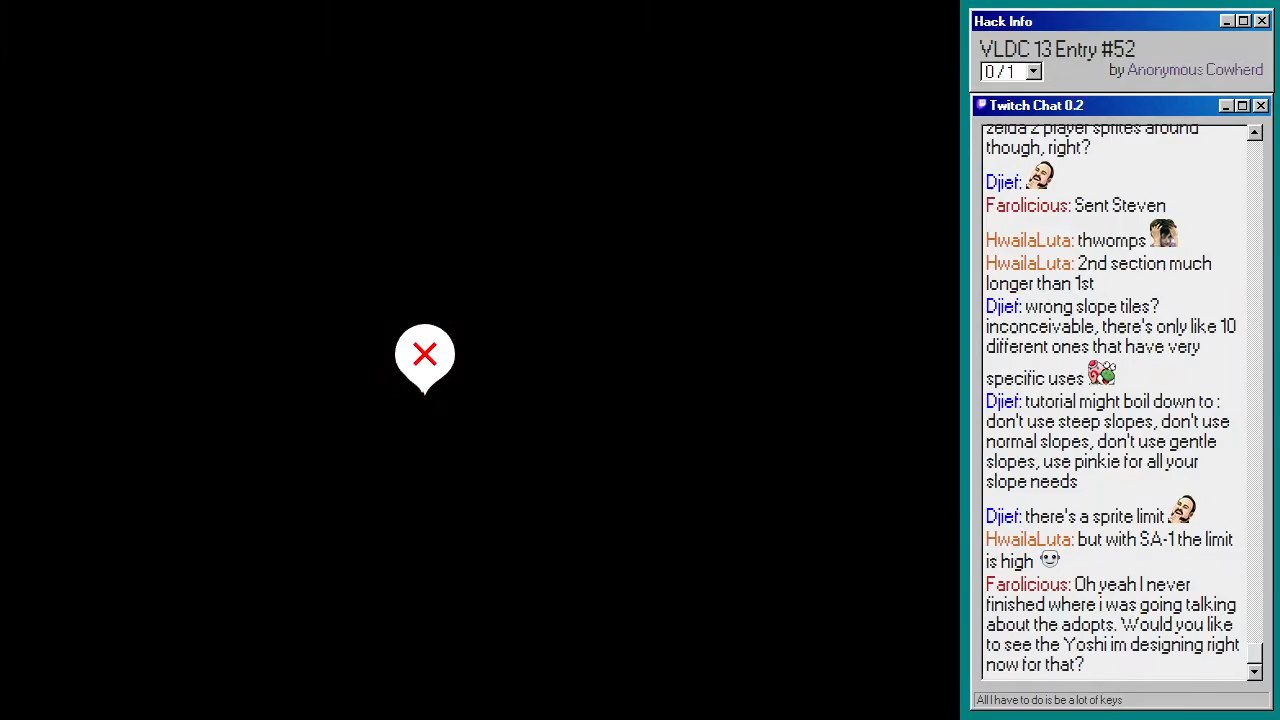 Hack Info
VLDC 13 Entry #52
0 / 1
by Anonymous Cowherd
Twitch Chat 0.2
zelda 2 player sprites around
though, right?
Djief:
Farolicious: Sent Steven
HwailaLuta: thwomps
HwailaLuta: 2nd section much
longer than 1st
Djief: wrong slope tiles?
inconceivable, there's only like 10
different ones that have very
specific uses
Djief: tutorial might boil down to :
don't use steep slopes, don't use
normal slopes, don't use gentle
slopes, use pinkie for all your
slope needs
Djief: there's a sprite limit
HwailaLuta: but with SA-1 the limit
is high
Farolicious: Oh yeah I never
finished where i was going talking
about the adopts. Would you like
to see the Yoshi im designing right
now for that?
All I have to do is be a lot of keys